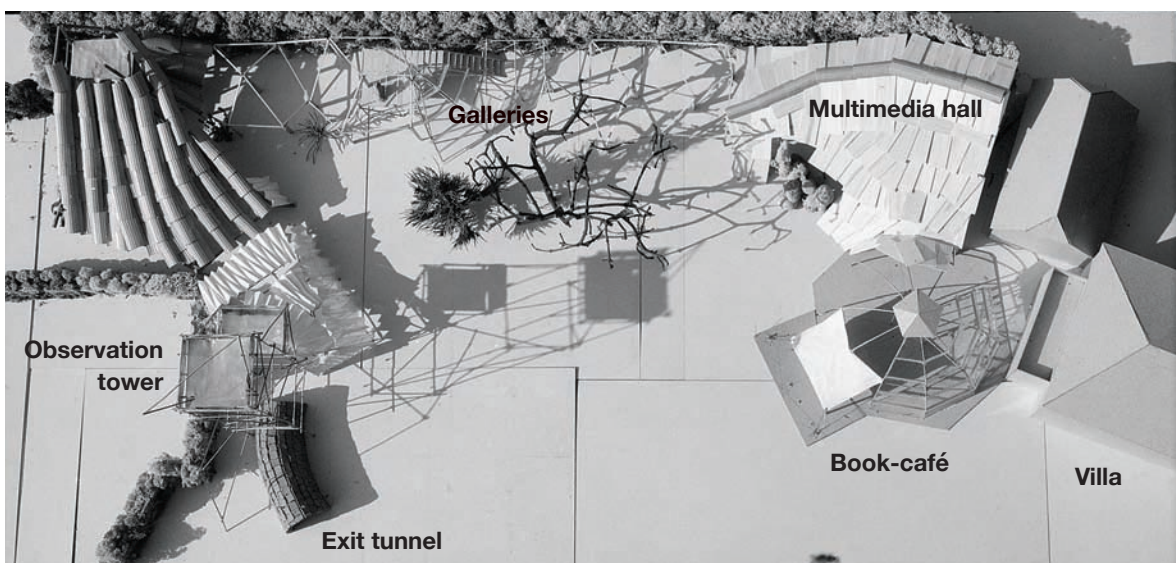 Galleries
Multimedia hall
Observation
tower
Book-café
Villa
Exit tunnel